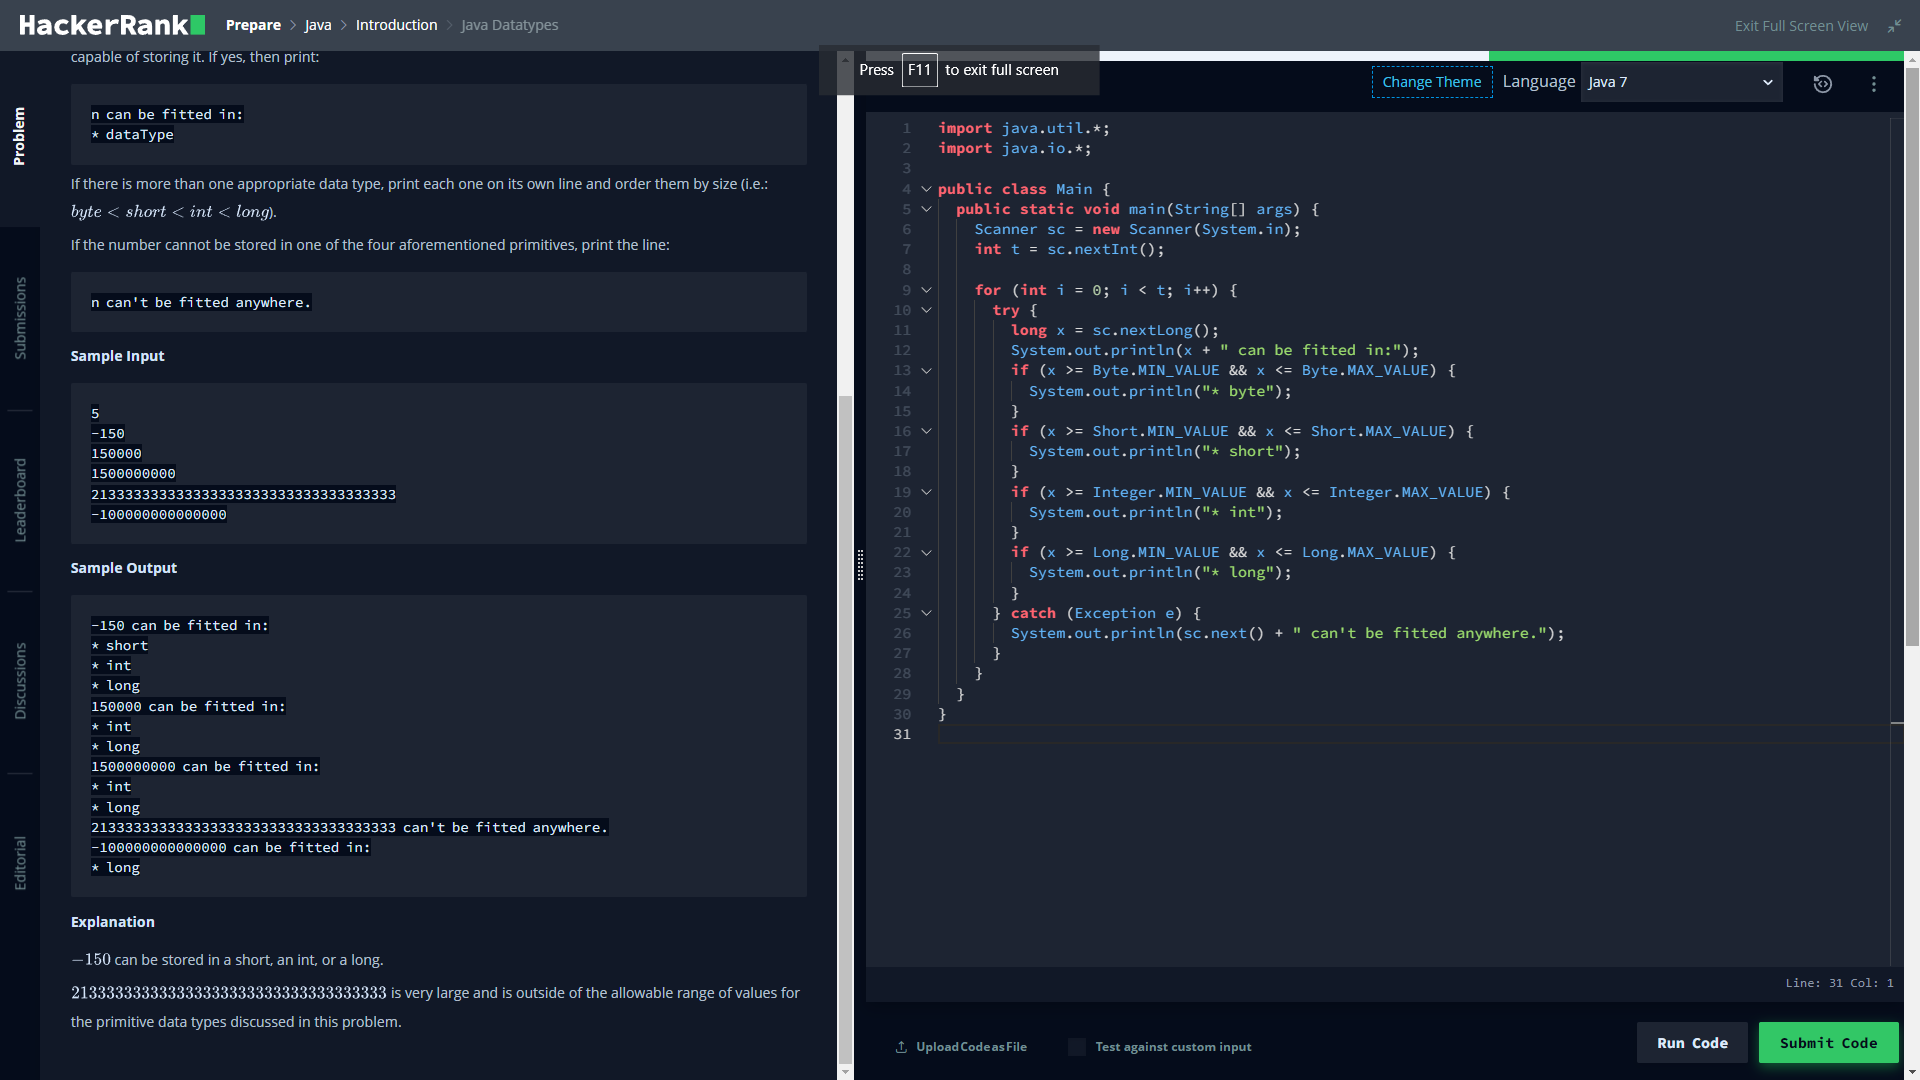 HackerRank
Prepare > Java > Introduction > Java Datatypes
Exit Full Screen View
Press F11 to exit full screen
Problem
Submissions
Leaderboard
Discussions
Editorial
capable of storing it. If yes, then print:
n can be fitted in:
* dataType
If there is more than one appropriate data type, print each one on its own line and order them by size (i.e.:
byte < short < int < long).
If the number cannot be stored in one of the four aforementioned primitives, print the line:
n can't be fitted anywhere.
Sample Input
5
-150
150000
1500000000
213333333333333333333333333333333333
-100000000000000
Sample Output
-150 can be fitted in:
* short
* int
* long
150000 can be fitted in:
* int
* long
1500000000 can be fitted in:
* int
* long
213333333333333333333333333333333333 can't be fitted anywhere.
-100000000000000 can be fitted in:
* long
Explanation
−150 can be stored in a short, an int, or a long.
213333333333333333333333333333333333 is very large and is outside of the allowable range of values for
the primitive data types discussed in this problem.
Change Theme Language Java 7
1 import java.util.*;
2 import java.io.*;
3
4 public class Main {
5 public static void main(String[] args) {
6 Scanner sc = new Scanner(System.in);
7 int t = sc.nextInt();
8
9 for (int i = 0; i < t; i++) {
10 try {
11 long x = sc.nextLong();
12 System.out.println(x + " can be fitted in:");
13 if (x >= Byte.MIN_VALUE && x <= Byte.MAX_VALUE) {
14 System.out.println("* byte");
15 }
16 if (x >= Short.MIN_VALUE && x <= Short.MAX_VALUE) {
17 System.out.println("* short");
18 }
19 if (x >= Integer.MIN_VALUE && x <= Integer.MAX_VALUE) {
20 System.out.println("* int");
21 }
22 if (x >= Long.MIN_VALUE && x <= Long.MAX_VALUE) {
23 System.out.println("* long");
24 }
25 } catch (Exception e) {
26 System.out.println(sc.next() + " can't be fitted anywhere.");
27 }
28 }
29 }
30 }
31
Line: 31 Col: 1
Upload Code as File
Test against custom input
Run Code
Submit Code